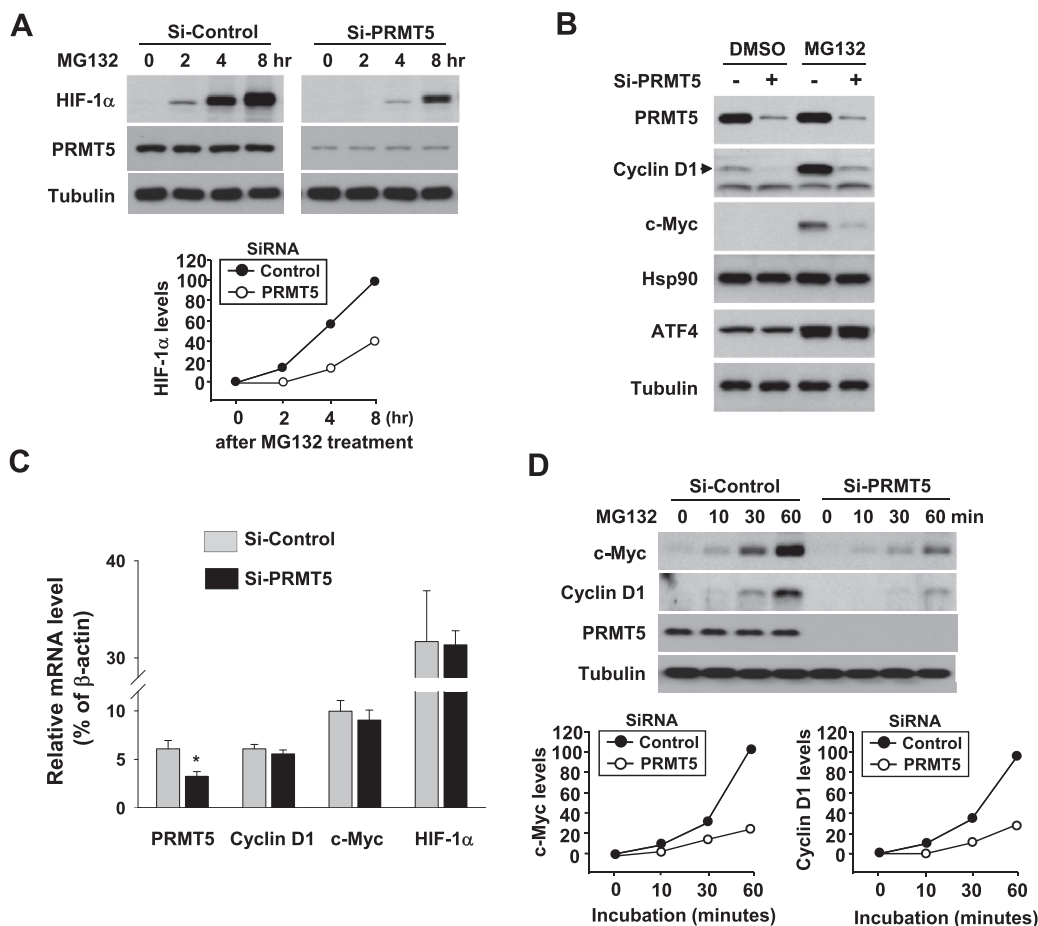 A
Si-Control Si-PRMT5
MG132 0 2 4 8 hr 0 2 4 8 hr
HIF-1α
PRMT5
Tubulin
SiRNA
Control
PRMT5
HIF-1α levels
120
100
80
60
40
20
0
0 2 4 8 (hr)
after MG132 treatment
B
DMSO MG132
Si-PRMT5 - + - +
PRMT5
Cyclin D1
c-Myc
Hsp90
ATF4
Tubulin
C
Si-Control
Si-PRMT5
Relative mRNA level
(% of β-actin)
40
30
10
5
0
*
PRMT5 Cyclin D1 c-Myc HIF-1α
D
Si-Control Si-PRMT5
MG132 0 10 30 60 0 10 30 60 min
c-Myc
Cyclin D1
PRMT5
Tubulin
SiRNA
Control
PRMT5
c-Myc levels
120
100
80
60
40
20
0
0 10 30 60
Incubation (minutes)
SiRNA
Control
PRMT5
Cyclin D1 levels
120
100
80
60
40
20
0
0 10 30 60
Incubation (minutes)